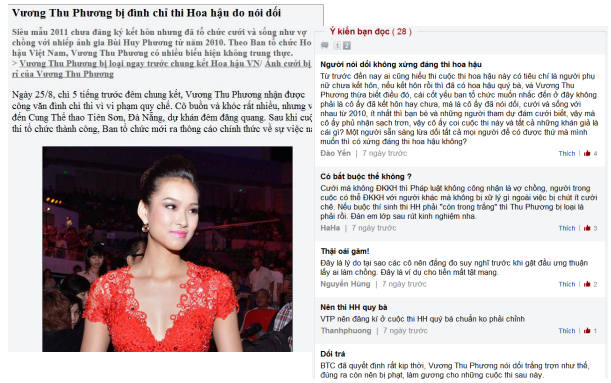 Vương Thu Phương bị đình chỉ thi Hoa hậu do nói dối
Siêu mẫu 2011 chưa đăng ký kết hôn nhưng đã tổ chức cưới và sống như vợ
chồng với nhiếp ảnh gia Bùi Huy Phương từ năm 2010. Theo Ban tổ chức Ho
hậu Việt Nam, Vương Thu Phương có nhiều biểu hiện không trung thực.
> Vương Thu Phương bị loại ngay trước chung kết Hoa hậu VN/ Ảnh cưới bị
rỉ của Vương Thu Phương
Ngày 25/8, chỉ 5 tiếng trước đêm chung kết, Vương Thu Phương nhận được
công văn đình chỉ thi vì vi phạm quy chế. Cô buồn và khóc rất nhiều, nhưng v
đến Cung Thể thao Tiên Sơn, Đà Nẵng, dự khán đêm đăng quang. Sau khi cuộ
thi tổ chức thành công, Ban tổ chức mới ra thông cáo chính thức về sự việc nà
Ý kiến bạn đọc ( 28 )
1 2
Người nói dối không xứng đáng thi hoa hậu
Từ trước đến nay ai cũng hiểu cuộc thi hoa hậu này có tiêu chí là người phụ
nữ chưa kết hôn, nếu kết hôn rồi thì đã có hoa hậu quý bà, và Vương Thu
Phương thừa biết điều đó, cái cốt yếu ban tổ chức muốn nhắc đến ở đây không
phải là cô ấy đã kết hôn hay chưa, mà là cô ấy đã nói dối, cưới và sống với
nhau từ 2010, ít nhất thì bạn bè và những người tham dự đám cưới biết, vậy mà
cô ấy phủ nhận sạch trơn, vậy cô ấy coi cuộc thi này và tất cả những khán giả là
cái gì? Một người sẵn sàng lừa dối tất cả mọi người để có được thứ mà mình
muốn thì có xứng đáng thi hoa hậu không?
Đào Yến | 7 ngày trước Thích 4
Có bắt buộc thế không ?
Cưới mà không ĐKKH thì Pháp luật không công nhận là vợ chồng, người trong
cuộc có thể ĐKKH với người khác mà không bị xử lý gì ngoài việc bị chút ít cười
chê. Nếu buộc thí sinh thi HH phải "còn trong trắng" thì Thu Phương bị loại là
phải rồi. Đàn em lớp sau rút kinh nghiệm nha.
HaHa | 7 ngày trước Thích 3
Thật oái oăm!
Đây là lý do tại sao các cô nên đắng đo suy nghĩ trước khi gật đầu ưng thuận
lấy ai làm chồng. Đây là ví dụ cho tiền mất tật mang.
Nguyên Hùng | 7 ngày trước Thích 2
Nên thi HH quy bà
VTP nên đăng kí ở cuộc thi HH quý bà chuẩn ko phải chỉnh
Thanhphuong | 7 ngày trước Thích 1
Dối trá
BTC đã quyết định rất kịp thời, Vương Thu Phương nói dối trắng trợn như thế,
đúng ra còn nên bị phạt, làm gương cho những cuộc thi sau này.